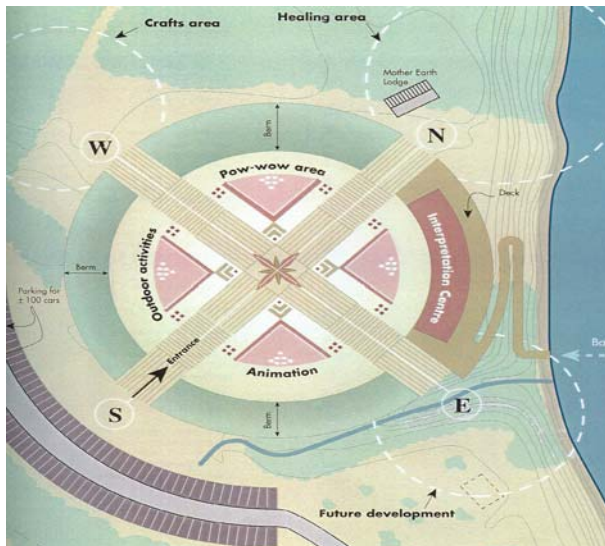 Crafts area
Healing area
Mother Earth
Lodge
W
N
Berm
Pow-wow area
Deck
Outdoor activities
Interpretation Centre
Berm
Parking for
± 100 cars
Entrance
Animation
S
E
Berm
Future development